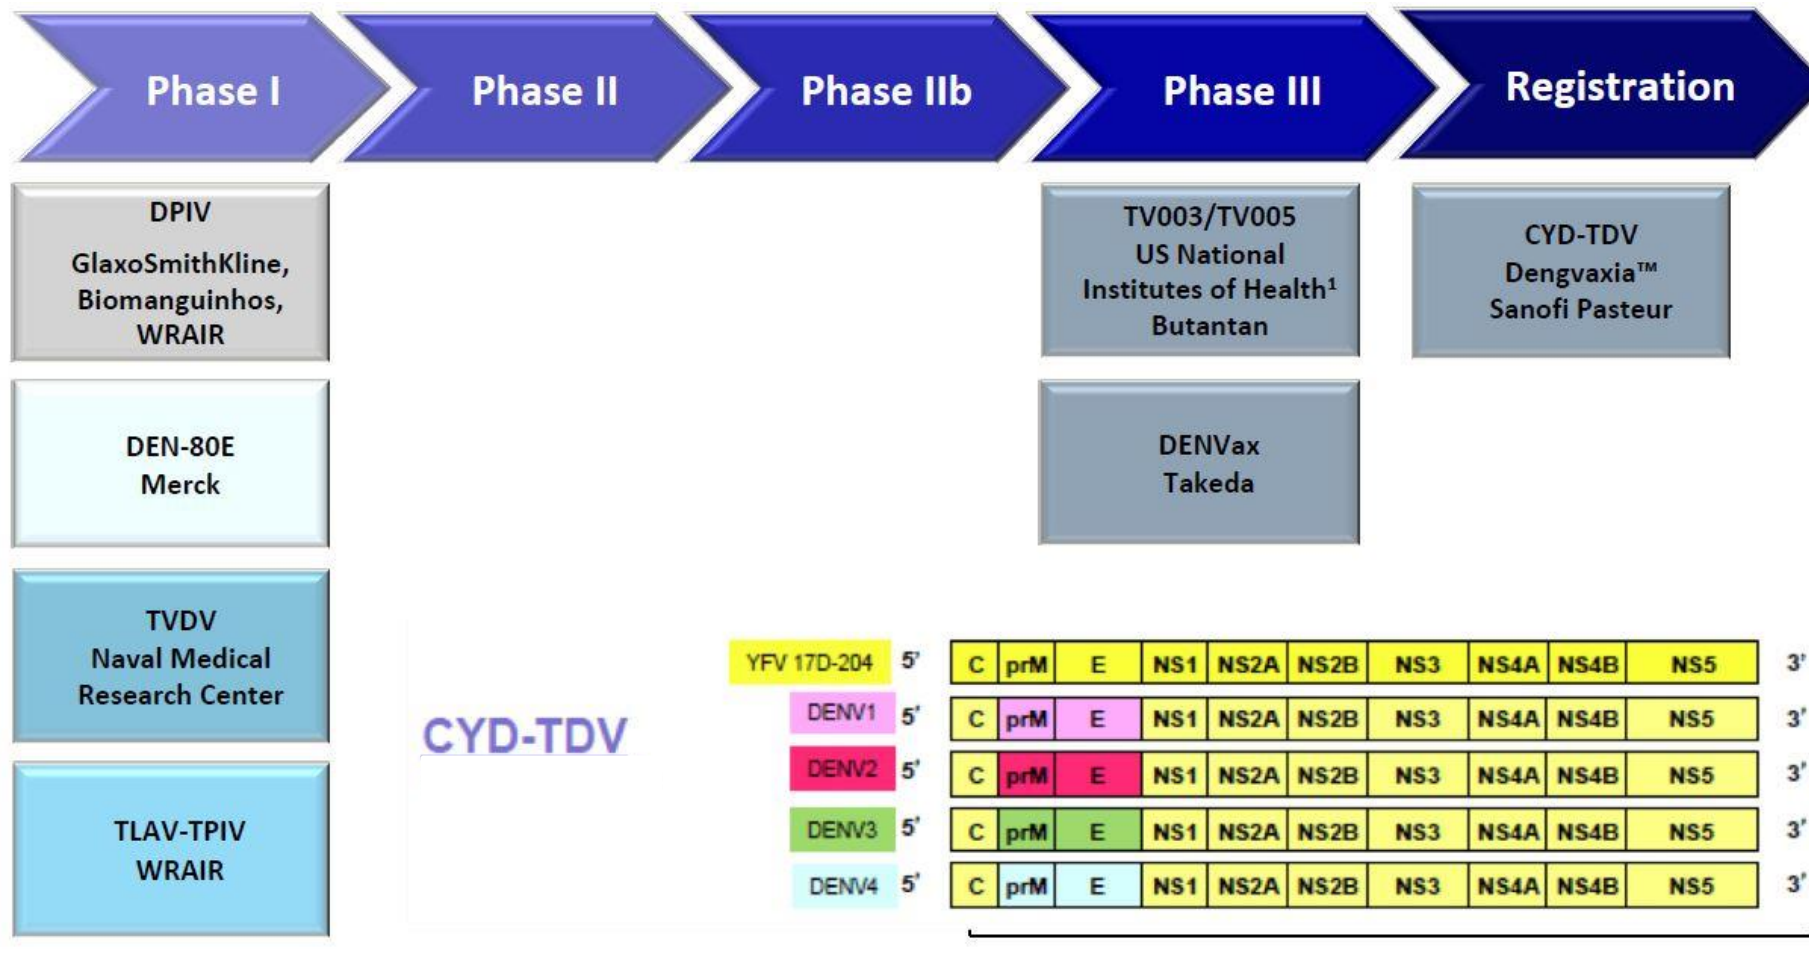 Phase I
Phase II
Phase IIb
Phase III
Registration
DPIV
GlaxoSmithKline,
Biomanguinhos,
WRAIR
TV003/TV005
US National
Institutes of Health¹
Butantan
CYD-TDV
Dengvaxia™
Sanofi Pasteur
DEN-80E
Merck
DENVax
Takeda
TVDV
Naval Medical
Research Center
TLAV-TPIV
WRAIR
CYD-TDV
YFV 17D-204 5' C prM E NS1 NS2A NS2B NS3 NS4A NS4B NS5 3'
DENV1 5' C prM E NS1 NS2A NS2B NS3 NS4A NS4B NS5 3'
DENV2 5' C prM E NS1 NS2A NS2B NS3 NS4A NS4B NS5 3'
DENV3 5' C prM E NS1 NS2A NS2B NS3 NS4A NS4B NS5 3'
DENV4 5' C prM E NS1 NS2A NS2B NS3 NS4A NS4B NS5 3'